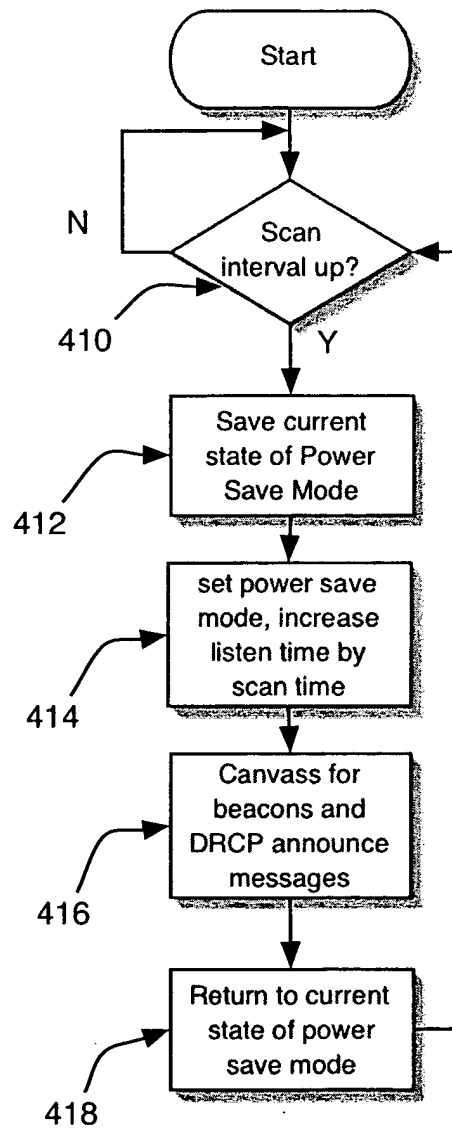 Start
N
Scan
interval up?
410
Y
Save current
state of Power
Save Mode
412
set power save
mode, increase
listen time by
scan time
414
Canvass for
beacons and
DRCP announce
messages
416
Return to current
state of power
save mode
418